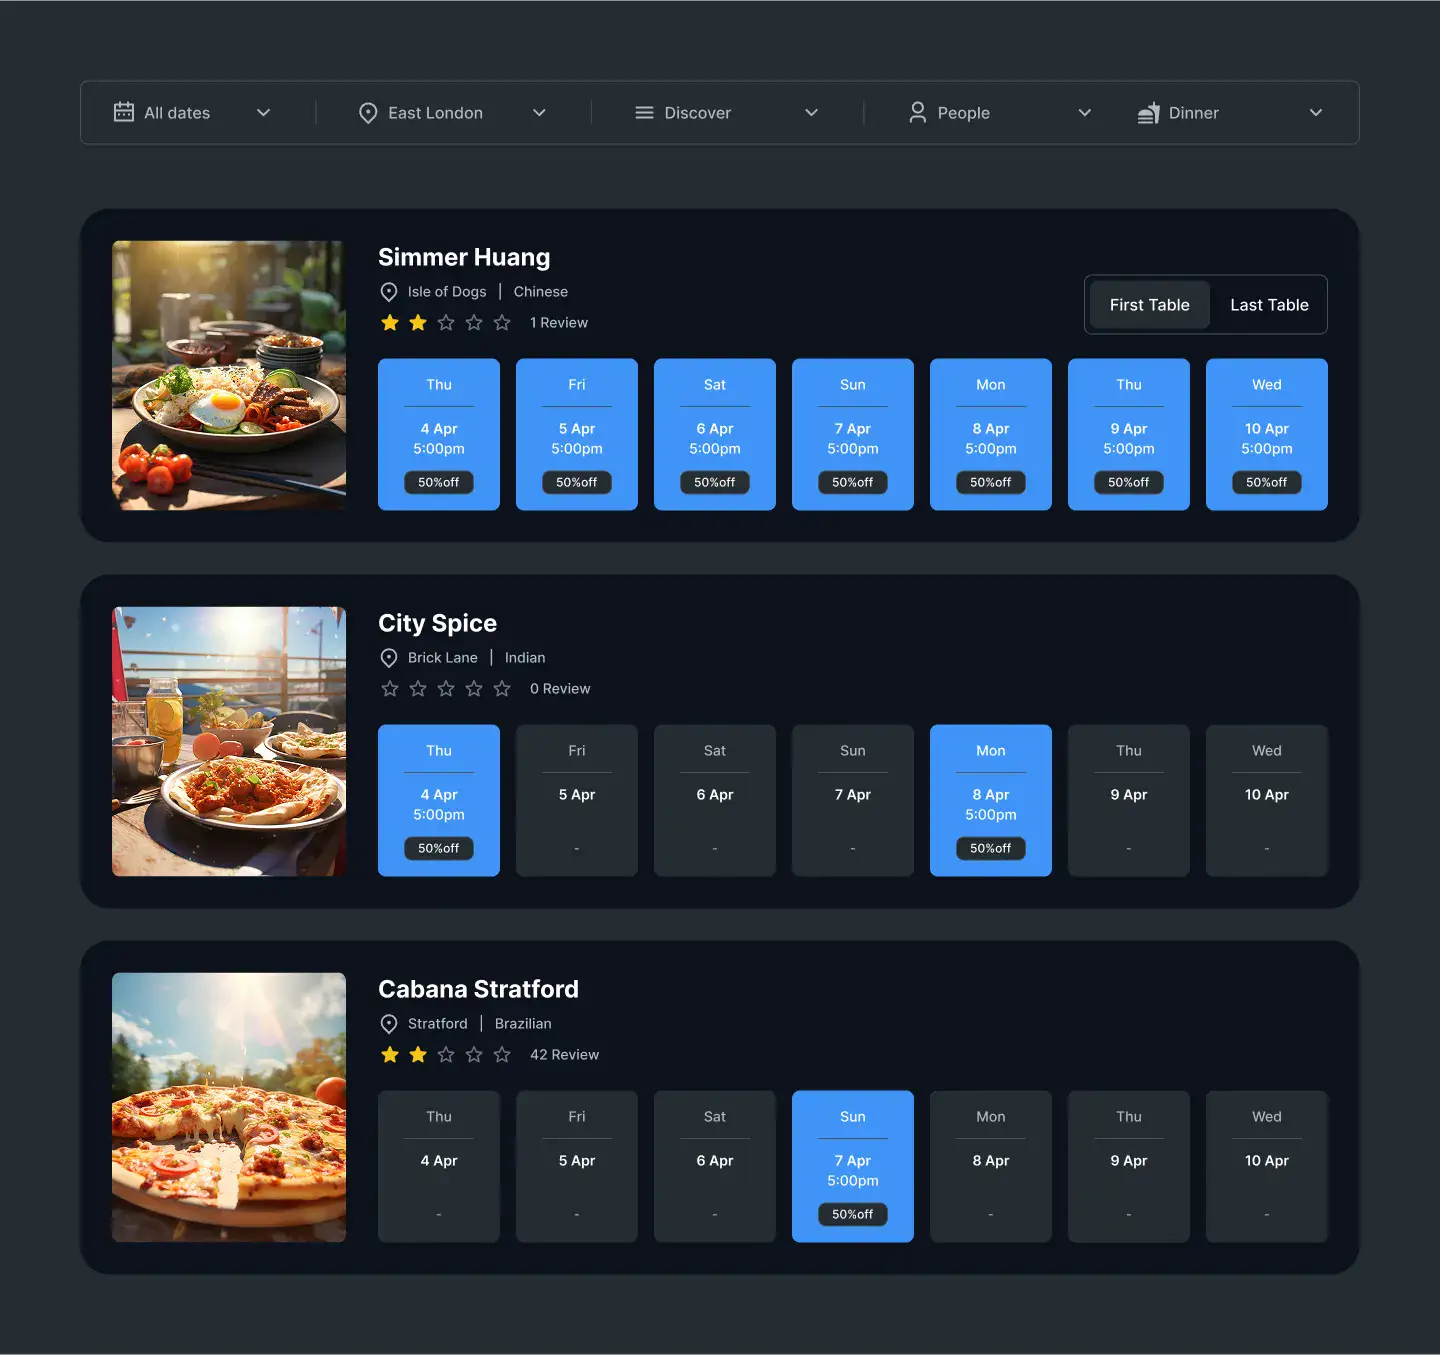 All dates East London Discover People Dinner
Simmer Huang
Isle of Dogs | Chinese
1 Review
First Table Last Table
Thu Fri Sat Sun Mon Thu Wed
4 Apr 5 Apr 6 Apr 7 Apr 8 Apr 9 Apr 10 Apr
5:00pm 5:00pm 5:00pm 5:00pm 5:00pm 5:00pm 5:00pm
50%off 50%off 50%off 50%off 50%off 50%off 50%off
City Spice
Brick Lane | Indian
0 Review
Thu Fri Sat Sun Mon Thu Wed
4 Apr 5 Apr 6 Apr 7 Apr 8 Apr 9 Apr 10 Apr
5:00pm 5:00pm
50%off - - - 50%off - -
Cabana Stratford
Stratford | Brazilian
42 Review
Thu Fri Sat Sun Mon Thu Wed
4 Apr 5 Apr 6 Apr 7 Apr 8 Apr 9 Apr 10 Apr
5:00pm
- - - 50%off - - -